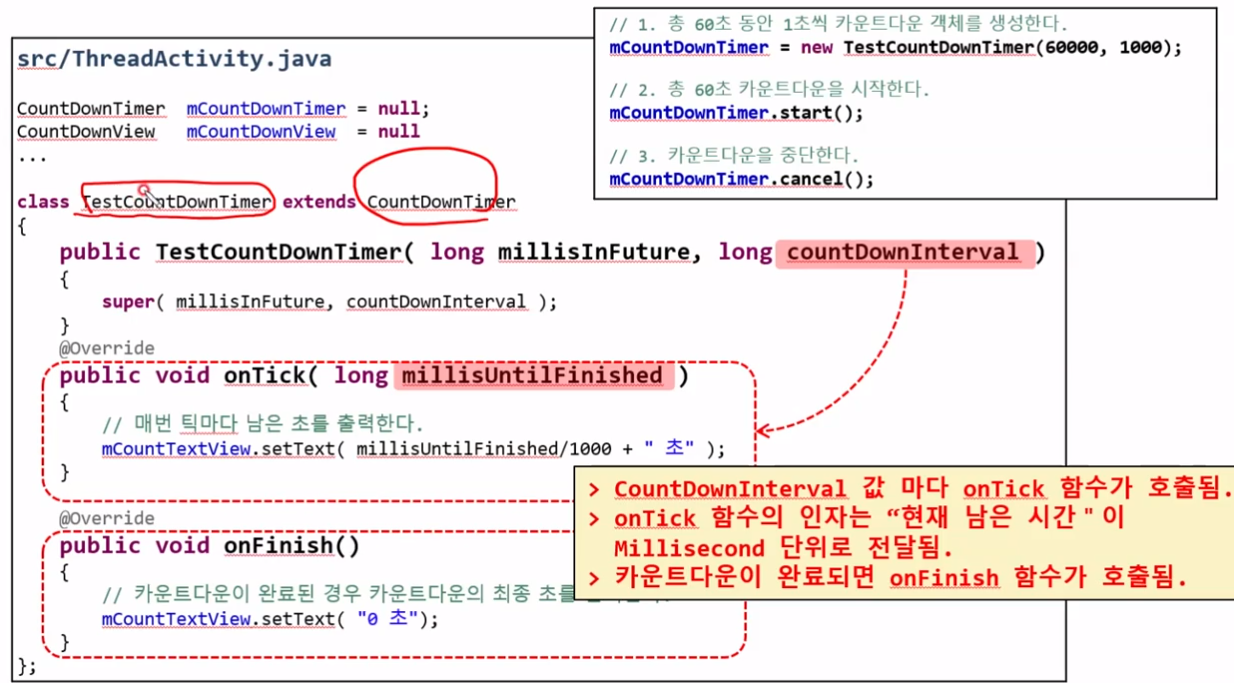 src/ThreadActivity.java
CountDownTimer mCountDownTimer = null;
CountDownView mCountDownView = null
...
class TestCountDownTimer extends CountDownTimer
{
public TestCountDownTimer( long millisInFuture, long countDownInterval )
{
super( millisInFuture, countDownInterval );
}
@Override
public void onTick( long millisUntilFinished )
{
// 매번 틱마다 남은 초를 출력한다.
mCountTextView.setText( millisUntilFinished/1000 + " 초" );
}
@Override
public void onFinish()
{
// 카운트다운이 완료된 경우 카운트다운의 최종 초를
mCountTextView.setText( "0 초");
}
};
// 1. 총 60초 동안 1초씩 카운트다운 객체를 생성한다.
mCountDownTimer = new TestCountDownTimer(60000, 1000);
// 2. 총 60초 카운트다운을 시작한다.
mCountDownTimer.start();
// 3. 카운트다운을 중단한다.
mCountDownTimer.cancel();
> CountDownInterval 값 마다 onTick 함수가 호출됨.
> onTick 함수의 인자는 “현재 남은 시간"이
Millisecond 단위로 전달됨.
> 카운트다운이 완료되면 onFinish 함수가 호출됨.